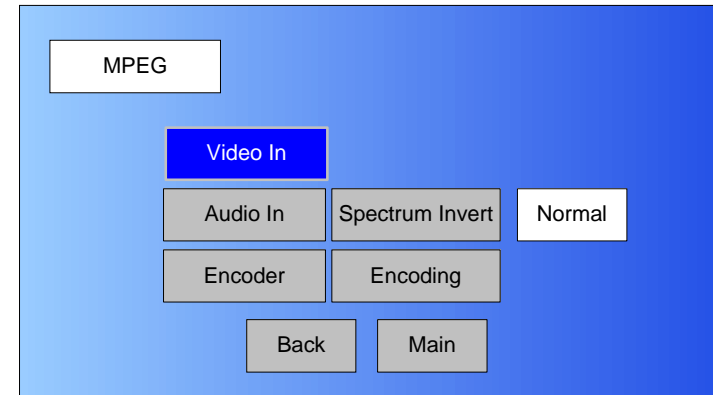 MPEG
Video In
Audio In Spectrum Invert Normal
Encoder Encoding
Back Main